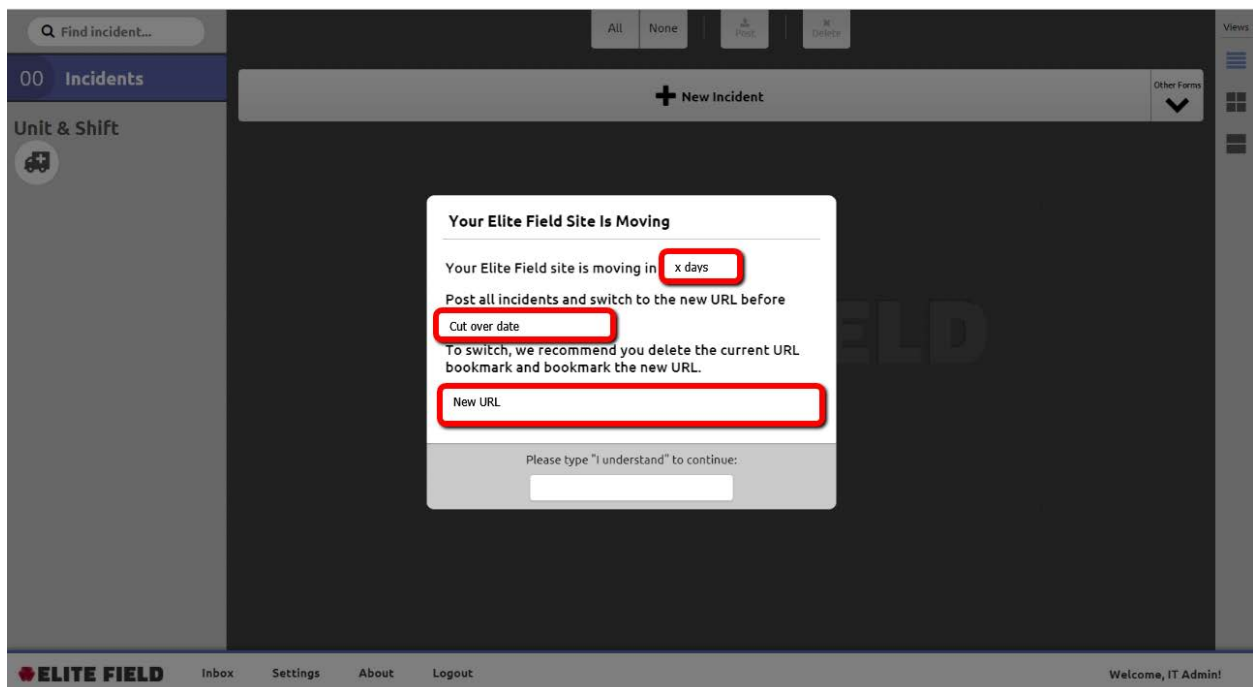 Find incident...
All
None
Post
Delete
Views
00 Incidents
New Incident
Other Forms
Unit & Shift
Your Elite Field Site Is Moving
Your Elite Field site is moving in x days
Post all incidents and switch to the new URL before
Cut over date
To switch, we recommend you delete the current URL
bookmark and bookmark the new URL.
New URL
Please type "I understand" to continue:
ELD
ELITE FIELD
Inbox
Settings
About
Logout
Welcome, IT Admin!